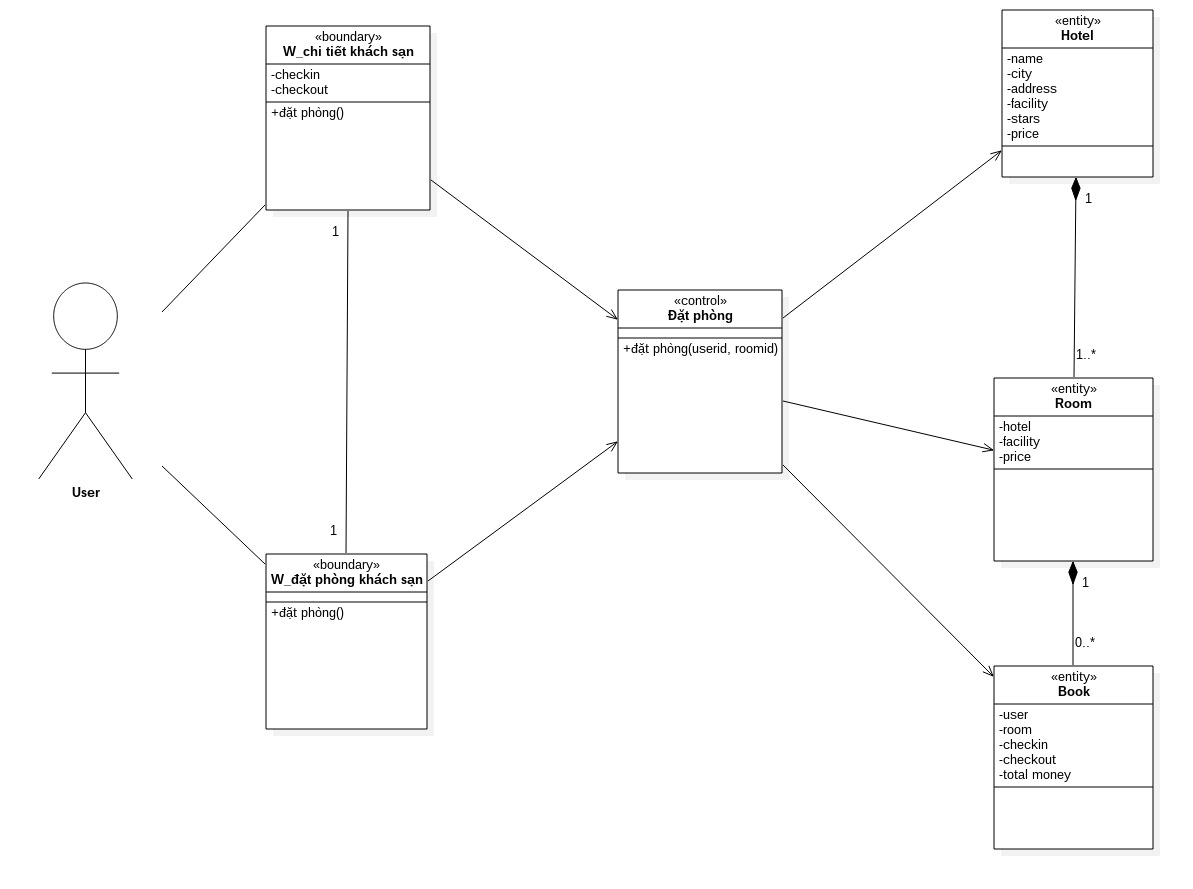 «boundary»
W_chi tiết khách sạn
-checkin
-checkout
+đặt phòng()
1
1
User
«boundary»
W_đặt phòng khách sạn
+đặt phòng()
«control»
Đặt phòng
+đặt phòng(userid, roomid)
«entity»
Hotel
-name
-city
-address
-facility
-stars
-price
1
1..*
«entity»
Room
-hotel
-facility
-price
1
0..*
«entity»
Book
-user
-room
-checkin
-checkout
-total money